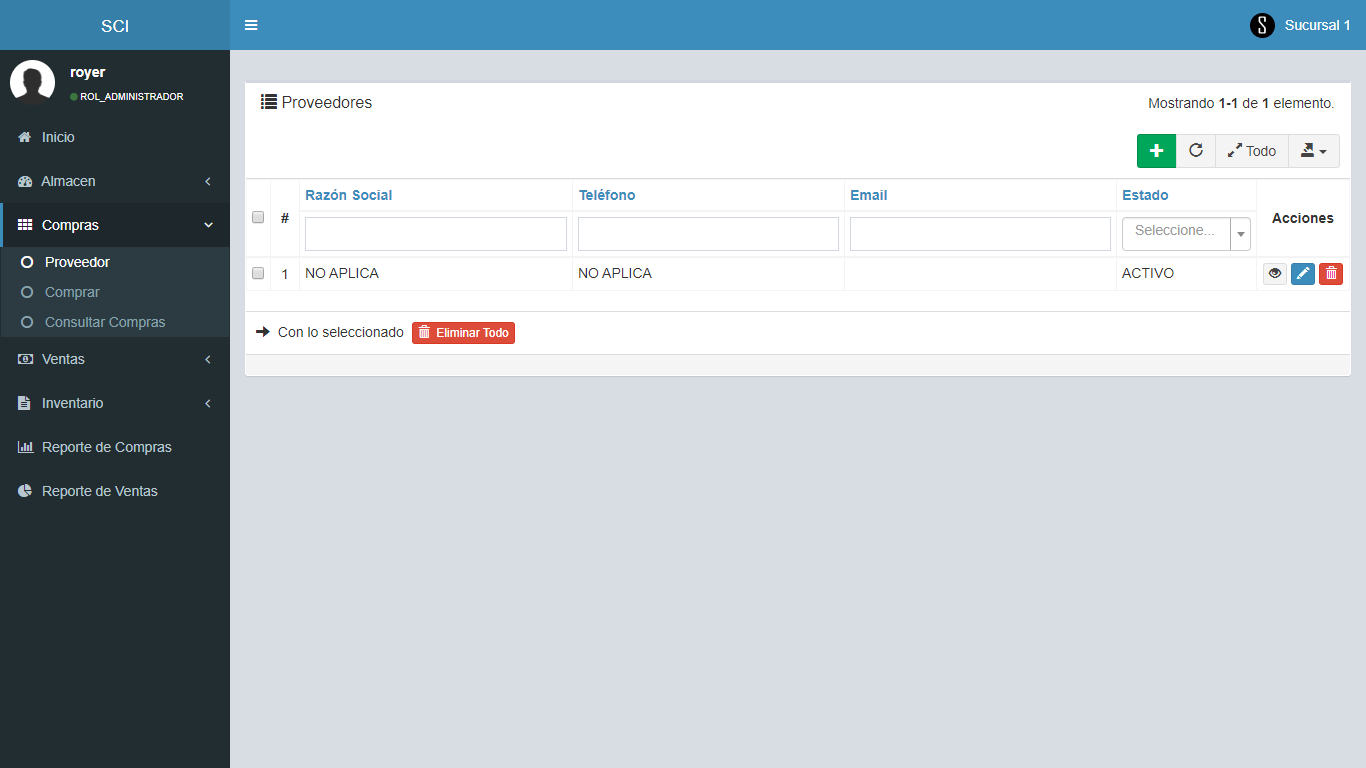 SCI
Sucursal 1
royer
ROL_ADMINISTRADOR
Inicio
Almacen
Compras
Proveedor
Comprar
Consultar Compras
Ventas
Inventario
Reporte de Compras
Reporte de Ventas
Proveedores
Mostrando 1-1 de 1 elemento.
Todo
# Razón Social Teléfono Email Estado Acciones
Seleccione...
1 NO APLICA NO APLICA ACTIVO
Con lo seleccionado Eliminar Todo